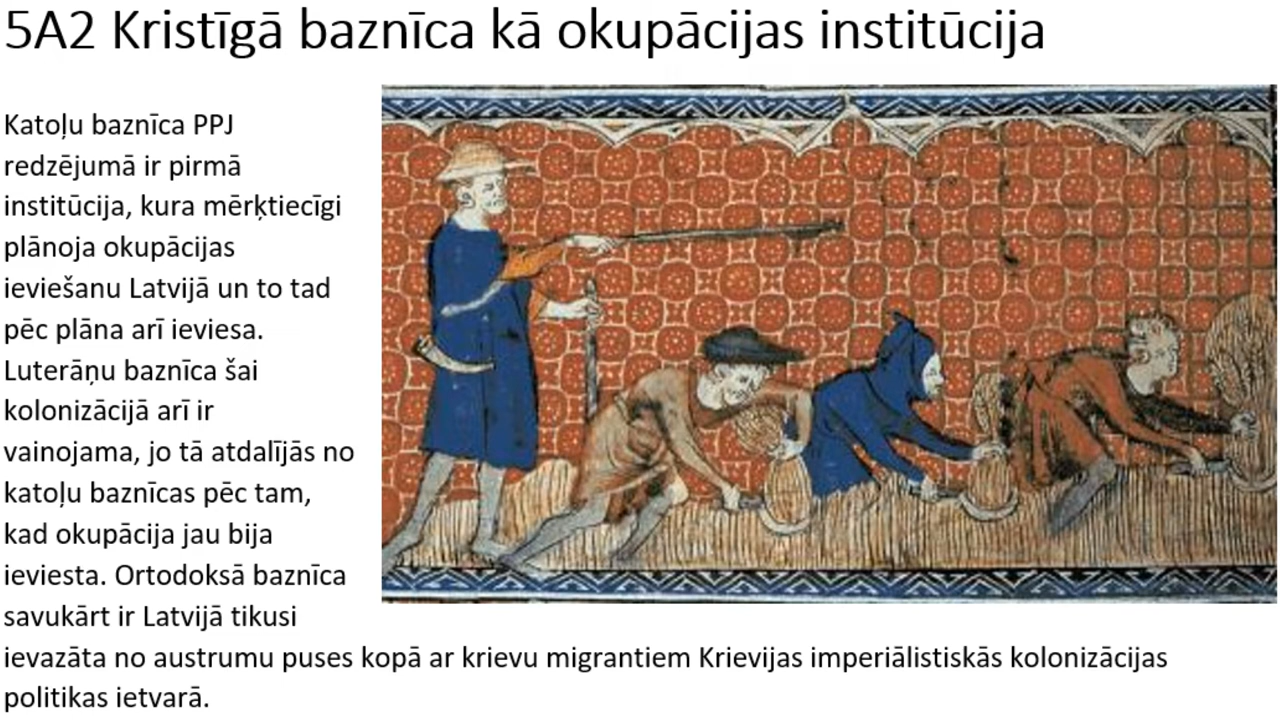 5A2 Kristīgā baznīca kā okupācijas institūcija
Katoļu baznīca PPJ
redzējumā ir pirmā
institūcija, kura mērķtiecīgi
plānoja okupācijas
ieviešanu Latvijā un to tad
pēc plāna arī ieviesa.
Luterāņu baznīca šai
kolonizācijā arī ir
vainojama, jo tā atdalījās no
katoļu baznīcas pēc tam,
kad okupācija jau bija
ieviesta. Ortodoksā baznīca
savukārt ir Latvijā tikusi
ievazāta no austrumu puses kopā ar krievu migrantiem Krievijas imperiālistiskās kolonizācijas
politikas ietvarā.